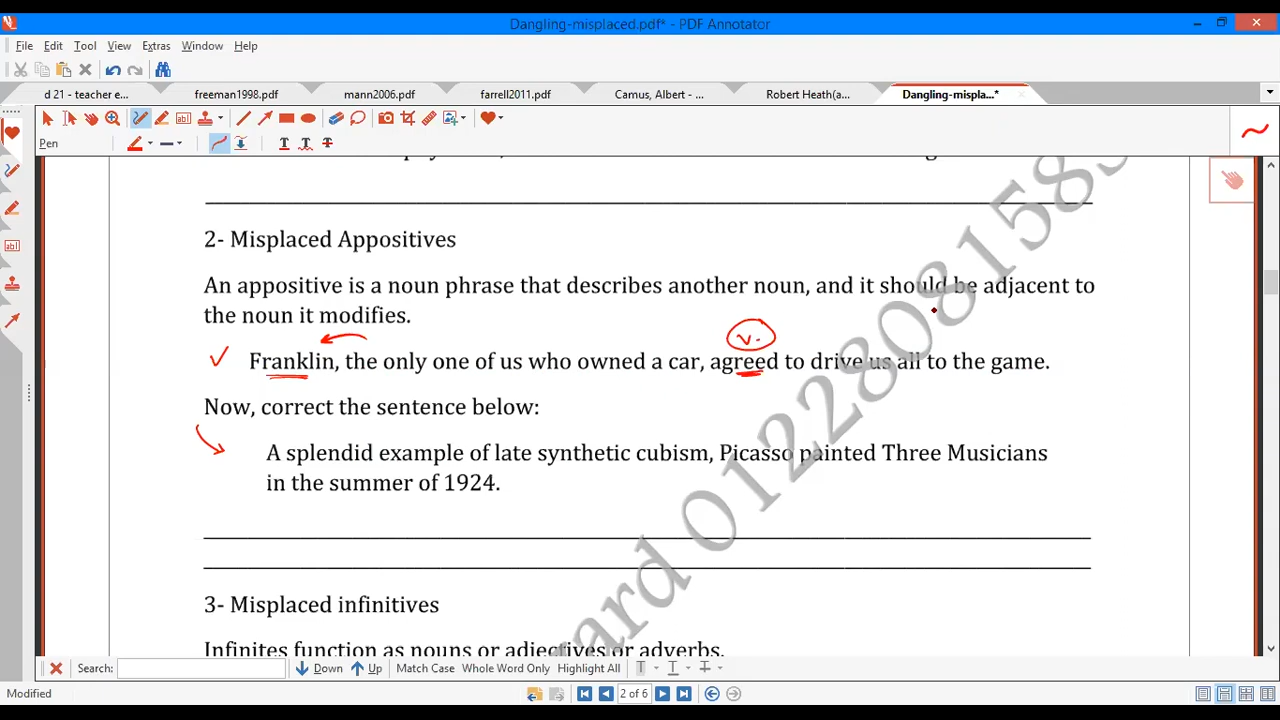 Dangling-misplaced.pdf* - PDF Annotator
File Edit Tool View Extras Window Help
d 21 - teacher e... freeman1998.pdf mann2006.pdf farrell2011.pdf Camus, Albert - ... Robert Heath(a... Dangling-mispla...*
Pen
2- Misplaced Appositives
An appositive is a noun phrase that describes another noun, and it should be adjacent to
the noun it modifies.
v.
Franklin, the only one of us who owned a car, agreed to drive us all to the game.
Now, correct the sentence below:
A splendid example of late synthetic cubism, Picasso painted Three Musicians
in the summer of 1924.
3- Misplaced infinitives
Infinites function as nouns or adjectives or adverbs.
ard 01228081583
Search: Down Up Match Case Whole Word Only Highlight All
Modified 2 of 6